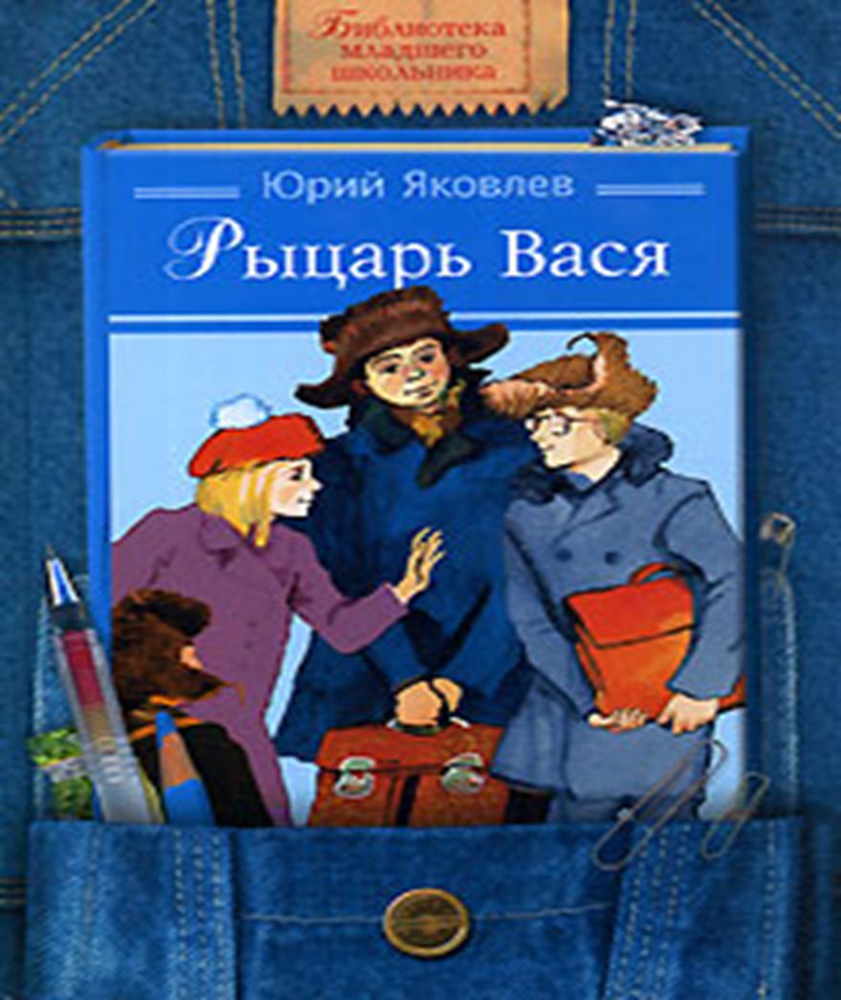 Библиотека
младшего
школьника
Юрий Яковлев
Рыцарь Вася